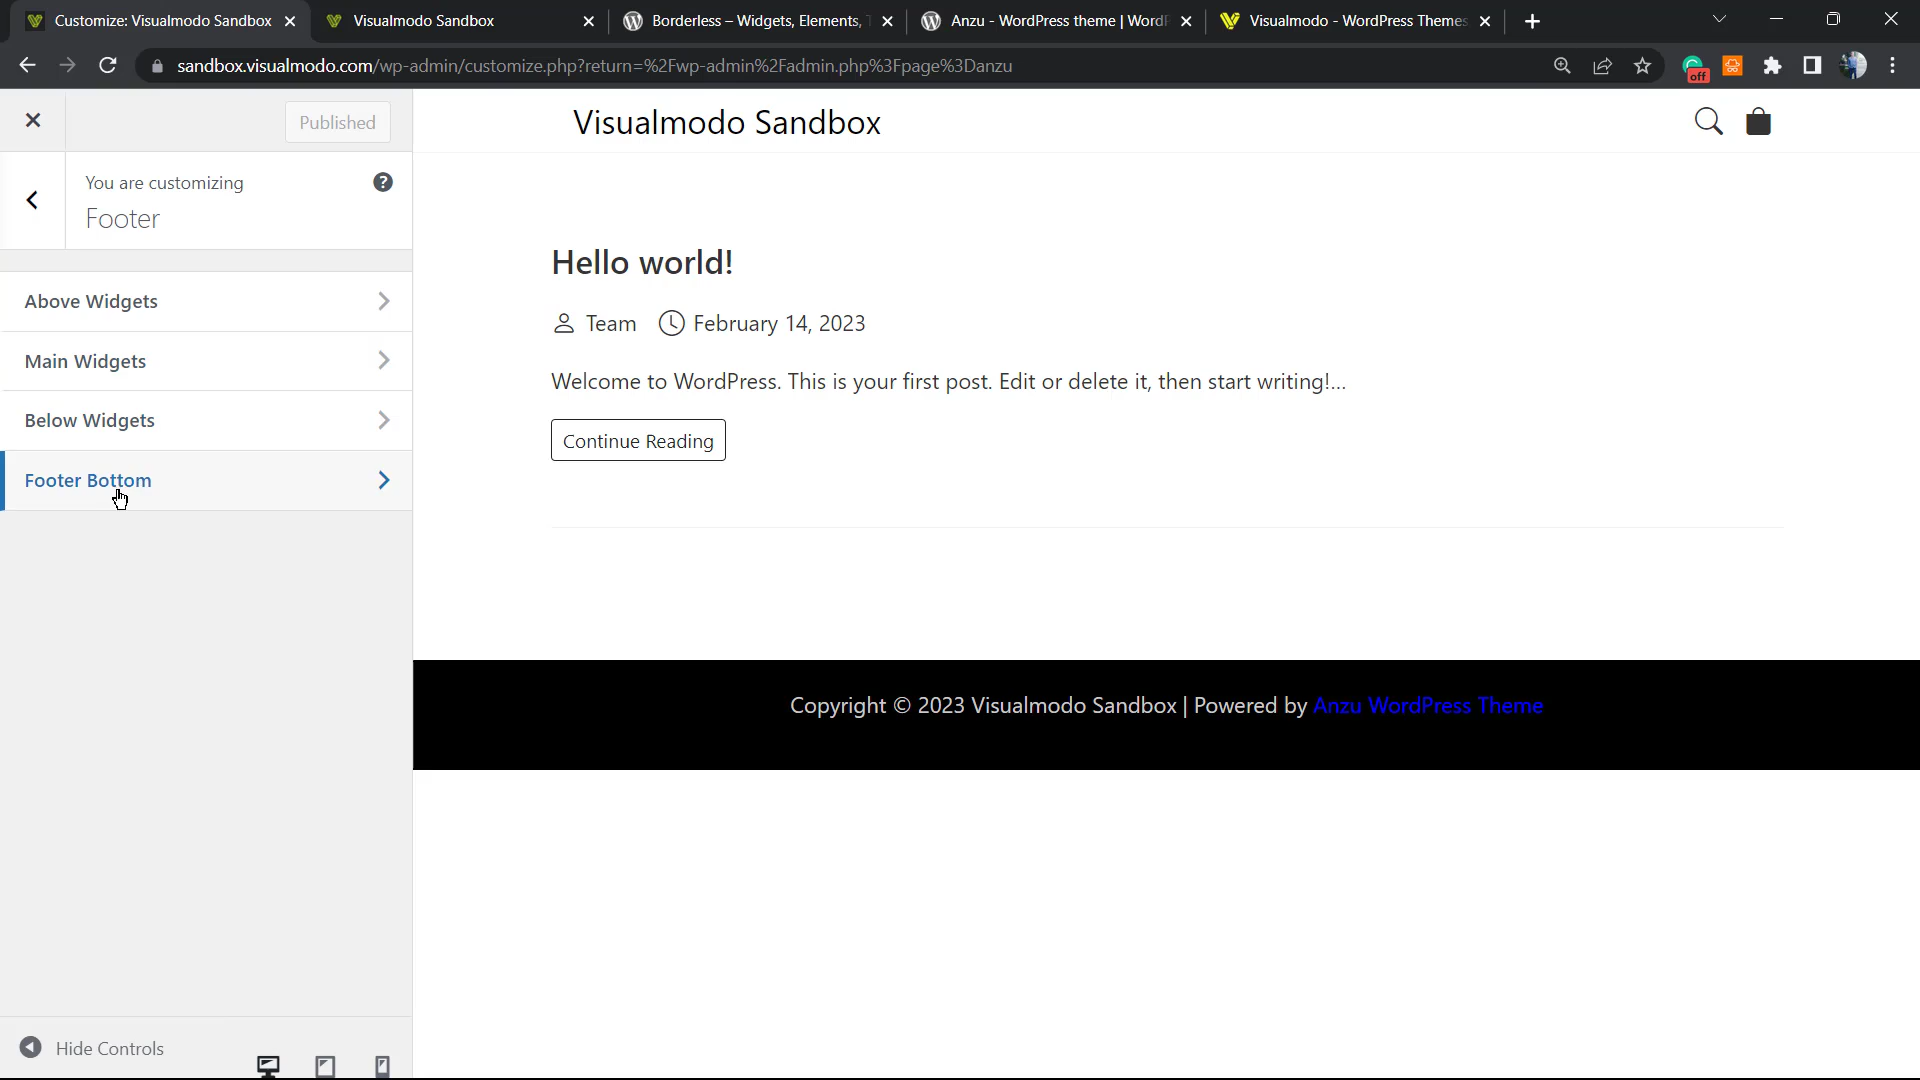 Customize: Visualmodo Sandbox
Visualmodo Sandbox
Borderless – Widgets, Elements,
Anzu - WordPress theme | WordP
Visualmodo - WordPress Themes
sandbox.visualmodo.com/wp-admin/customize.php?return=%2Fwp-admin%2Fadmin.php%3Fpage%3Danzu
off
Published
You are customizing
Footer
Above Widgets
Main Widgets
Below Widgets
Footer Bottom
Hide Controls
Visualmodo Sandbox
Hello world!
Team February 14, 2023
Welcome to WordPress. This is your first post. Edit or delete it, then start writing!...
Continue Reading
Copyright © 2023 Visualmodo Sandbox | Powered by Anzu WordPress Theme